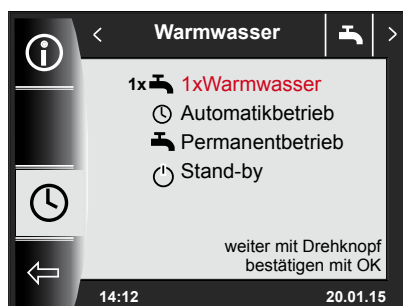 < Warmwasser >
1x 1xWarmwasser
Automatikbetrieb
Permanentbetrieb
Stand-by
weiter mit Drehknopf
bestätigen mit OK
14:12 20.01.15